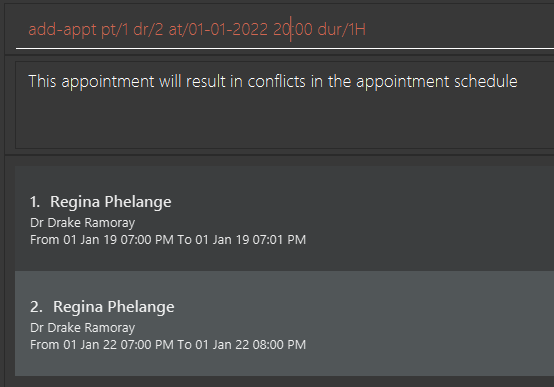 add-appt pt/1 dr/2 at/01-01-2022 20:00 dur/1H
This appointment will result in conflicts in the appointment schedule
1. Regina Phelange
Dr Drake Ramoray
From 01 Jan 19 07:00 PM To 01 Jan 19 07:01 PM
2. Regina Phelange
Dr Drake Ramoray
From 01 Jan 22 07:00 PM To 01 Jan 22 08:00 PM